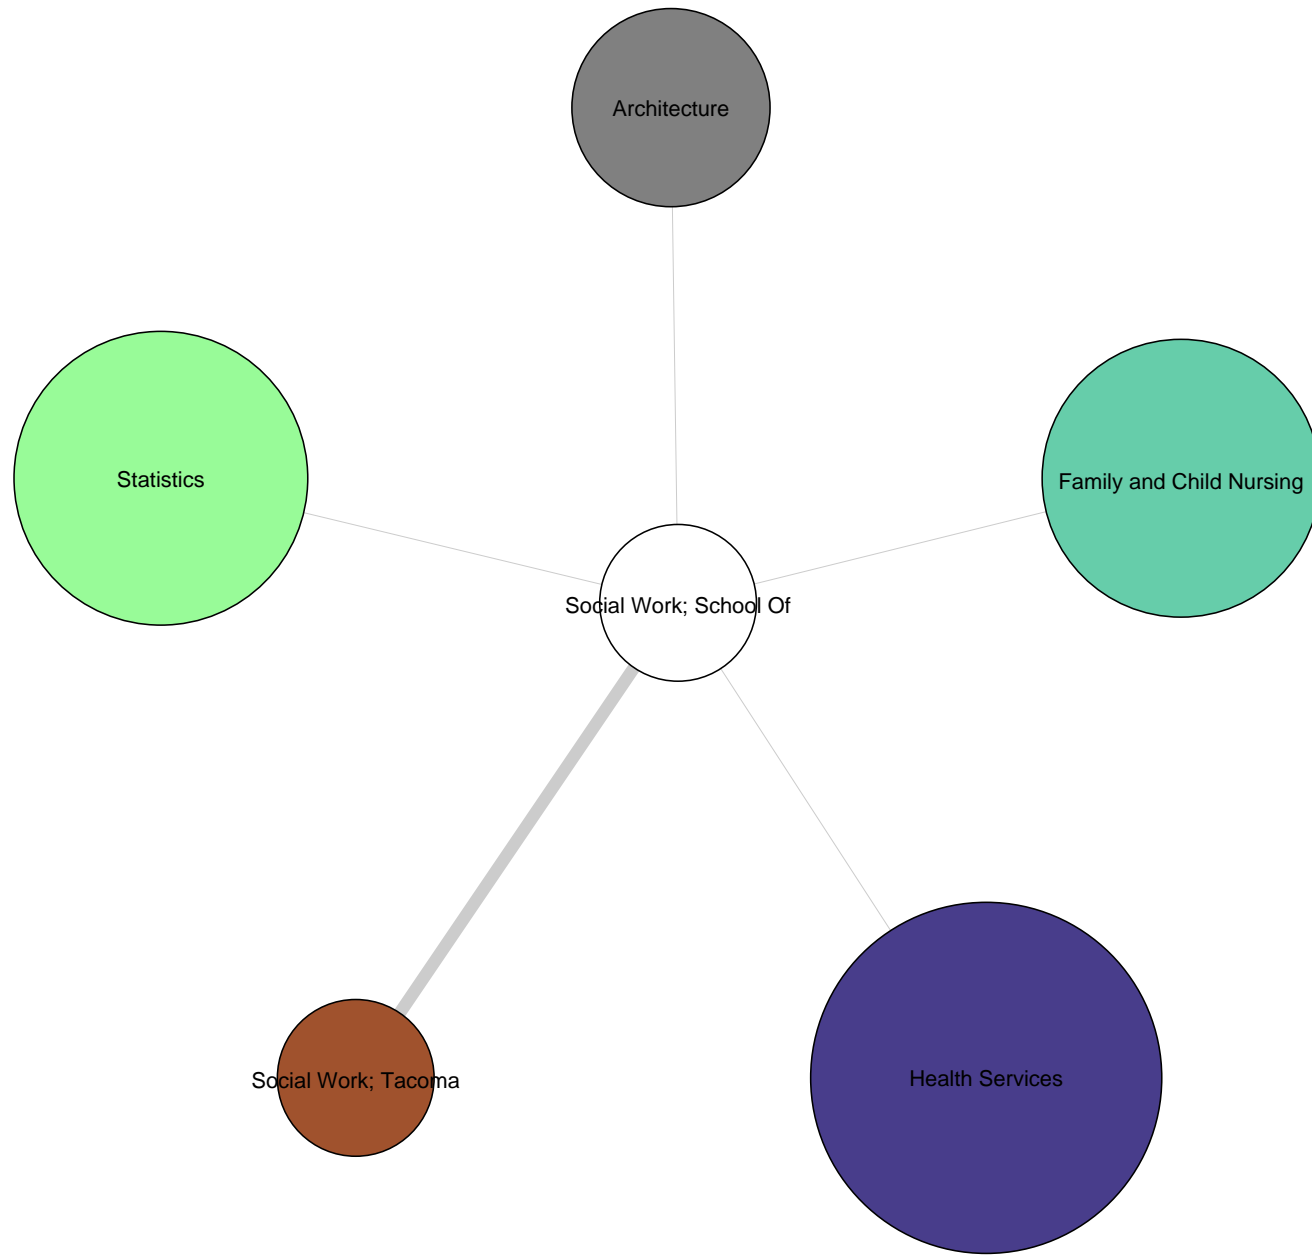 Architecture
Statistics
Family and Child Nursing
Social Work; School Of
Social Work; Tacoma
Health Services